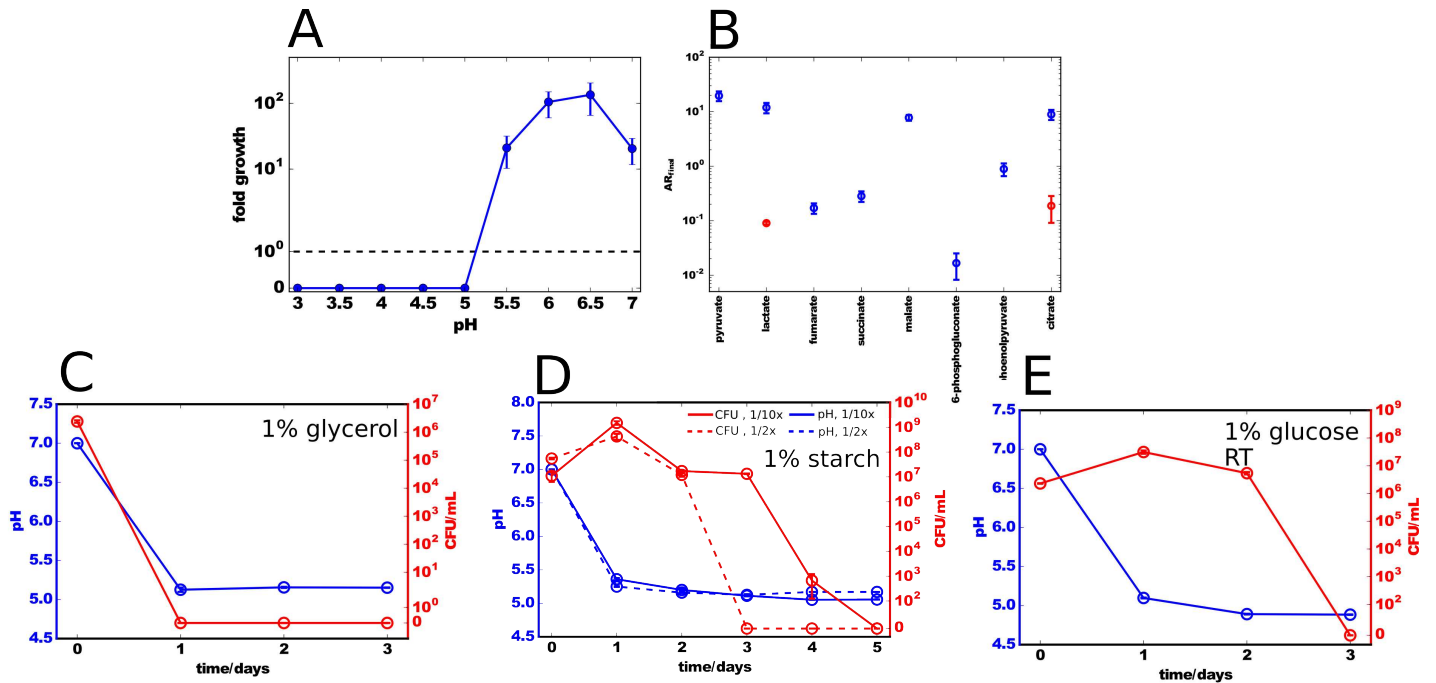 A
fold growth
10²
10¹
10⁰
0
3 3.5 4 4.5 5 5.5 6 6.5 7
pH
B
ARfinal
10²
10¹
10⁰
10⁻¹
10⁻²
pyruvate
lactate
fumarate
succinate
malate
6-phosphogluconate
citrate
C
1% glycerol
pH
7.5
7.0
6.5
6.0
5.5
5.0
4.5
10⁷
10⁶
10⁵
10⁴
10³
10²
10¹
10⁰
0
CFU/mL
0 1 2 3
time/days
D
CFU , 1/10x pH, 1/10x
CFU , 1/2x pH, 1/2x
1% starch
pH
8.0
7.5
7.0
6.5
6.0
5.5
5.0
4.5
10¹⁰
10⁹
10⁸
10⁷
10⁶
10⁵
10⁴
10³
10²
0
CFU/mL
0 1 2 3 4 5
time/days
E
1% glucose
RT
pH
7.5
7.0
6.5
6.0
5.5
5.0
4.5
10⁹
10⁸
10⁷
10⁶
10⁵
10⁴
10³
10²
0
CFU/mL
0 1 2 3
time/days